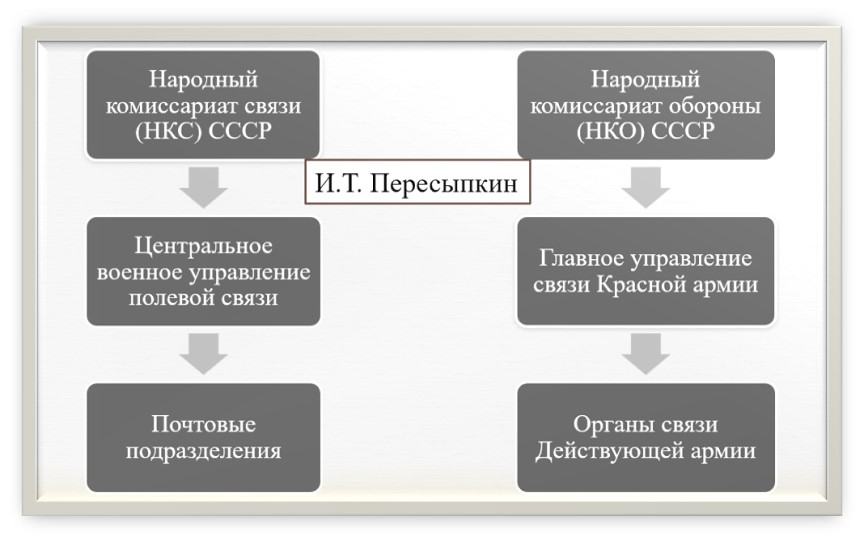 Народный
комиссариат связи
(НКС) СССР
Народный
комиссариат обороны
(НКО) СССР
И.Т. Пересыпкин
Центральное
военное управление
полевой связи
Главное управление
связи Красной армии
Почтовые
подразделения
Органы связи
Действующей армии